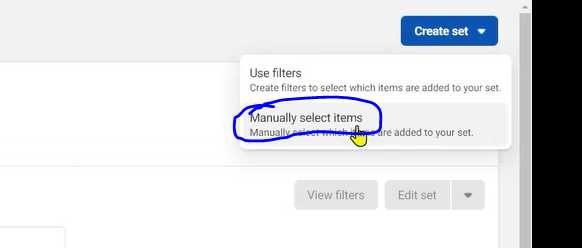 Create set
Use filters
Create filters to select which items are added to your set.
Manually select items
Manually select which items are added to your set.
View filters
Edit set